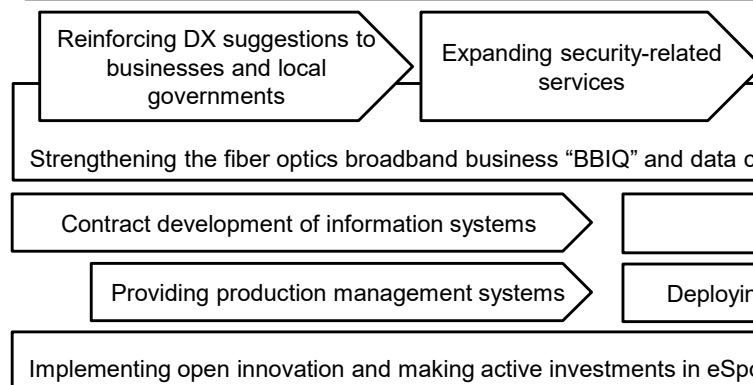 Reinforcing DX suggestions to
businesses and local
governments
Expanding security-related
services
Strengthening the fiber optics broadband business “BBIQ” and data
Contract development of information systems
Providing production management systems
Implementing open innovation and making active investments in